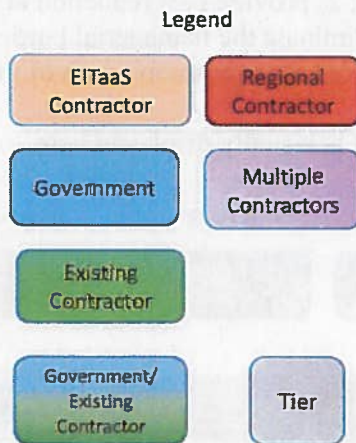 Legend
EITaaS
Contractor
Regional
Contractor
Government
Multiple
Contractors
Existing
Contractor
Government/
Existing
Contractor
Tier